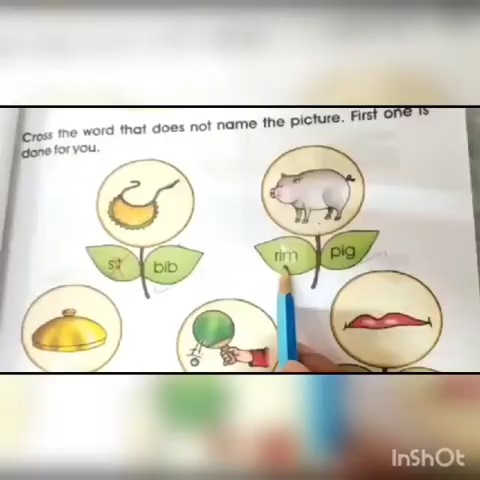 Cross the word that does not name the picture. First one is
done for you.
sit bib
rim pig
InShOt